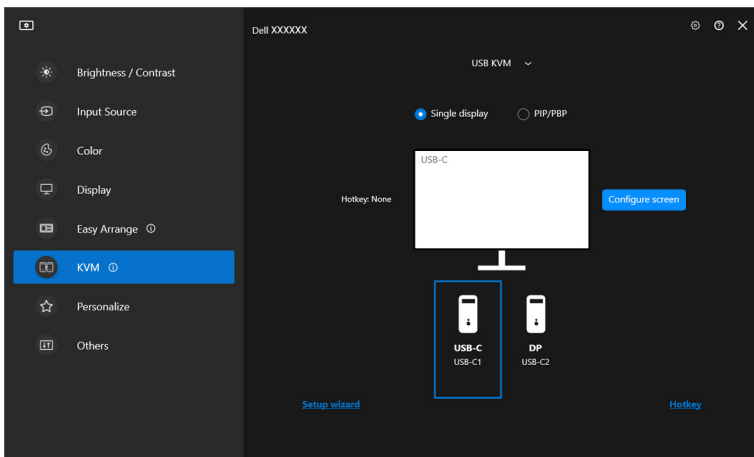 Dell XXXXXX
Brightness / Contrast
Input Source
Color
Display
Easy Arrange
KVM
Personalize
Others
USB KVM
Single display
PIP/PBP
USB-C
Hotkey: None
Configure screen
USB-C
USB-C1
DP
USB-C2
Setup wizard
Hotkey